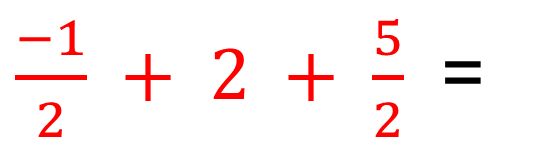 −1/2 + 2 + 5/2 =